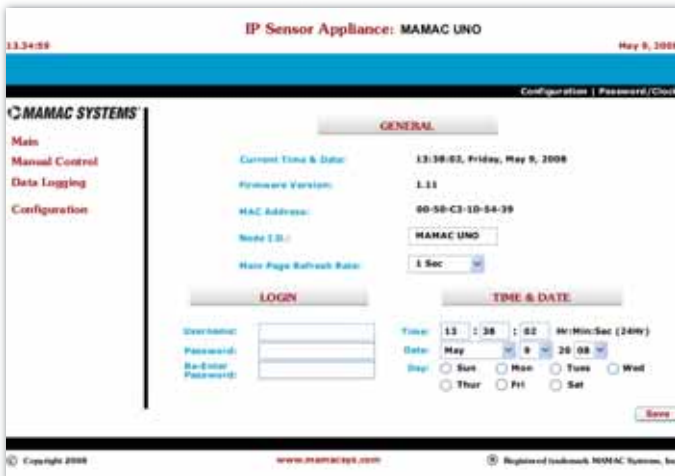 IP Sensor Appliance: MAMAC UNO
13:34:59
May 9, 2008
Configuration | Password/Clock
MAMAC SYSTEMS
Main
Manual Control
Data Logging
Configuration
GENERAL
Current Time & Date: 13:38:02, Friday, May 9, 2008
Firmware Version: 1.11
MAC Address: 00-50-C2-1D-54-39
Node I.D.: MAMAC UNO
Main Page Refresh Rate: 1 Sec
LOGIN
Username:
Password:
Re-Enter
Password:
TIME & DATE
Time: 13 : 38 : 02 Hr:Min:Sec (24Hr)
Date: May 9 20 08
Day: Sun Mon Tues Wed
Thur Fri Sat
Save
© Copyright 2008
www.mamacsys.com
® Registered trademark MAMAC Systems, Inc